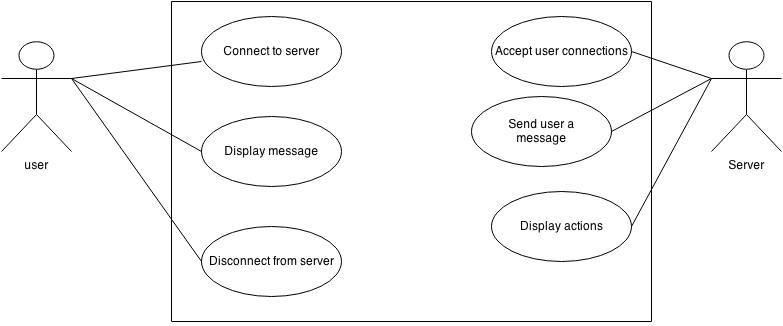 Connect to server
Accept user connections
Send user a
message
Display message
user
Server
Display actions
Disconnect from server